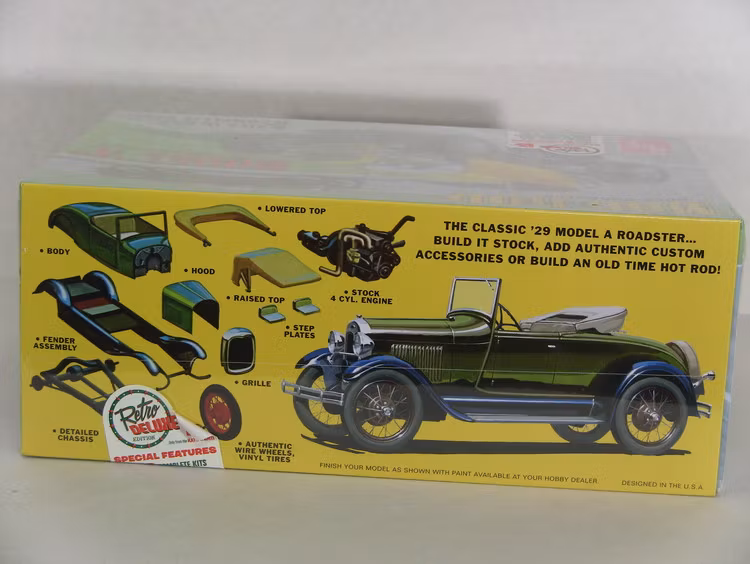 THE CLASSIC '29 MODEL A ROADSTER...
BUILD IT STOCK, ADD AUTHENTIC CUSTOM
ACCESSORIES OR BUILD AN OLD TIME HOT ROD!
• LOWERED TOP
• BODY
• HOOD
• RAISED TOP
• STOCK
4 CYL. ENGINE
• STEP
PLATES
• FENDER
ASSEMBLY
• GRILLE
• DETAILED
CHASSIS
Retro
DELUXE
EDITION
SPECIAL FEATURES
• AUTHENTIC
WIRE WHEELS,
VINYL TIRES
FINISH YOUR MODEL AS SHOWN WITH PAINT AVAILABLE AT YOUR HOBBY DEALER.
DESIGNED IN THE U.S.A.